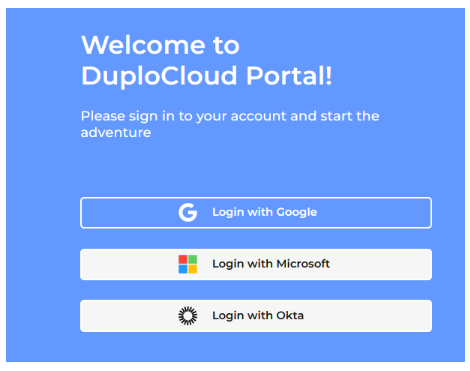 Welcome to
DuploCloud Portal!
Please sign in to your account and start the
adventure
Login with Google
Login with Microsoft
Login with Okta